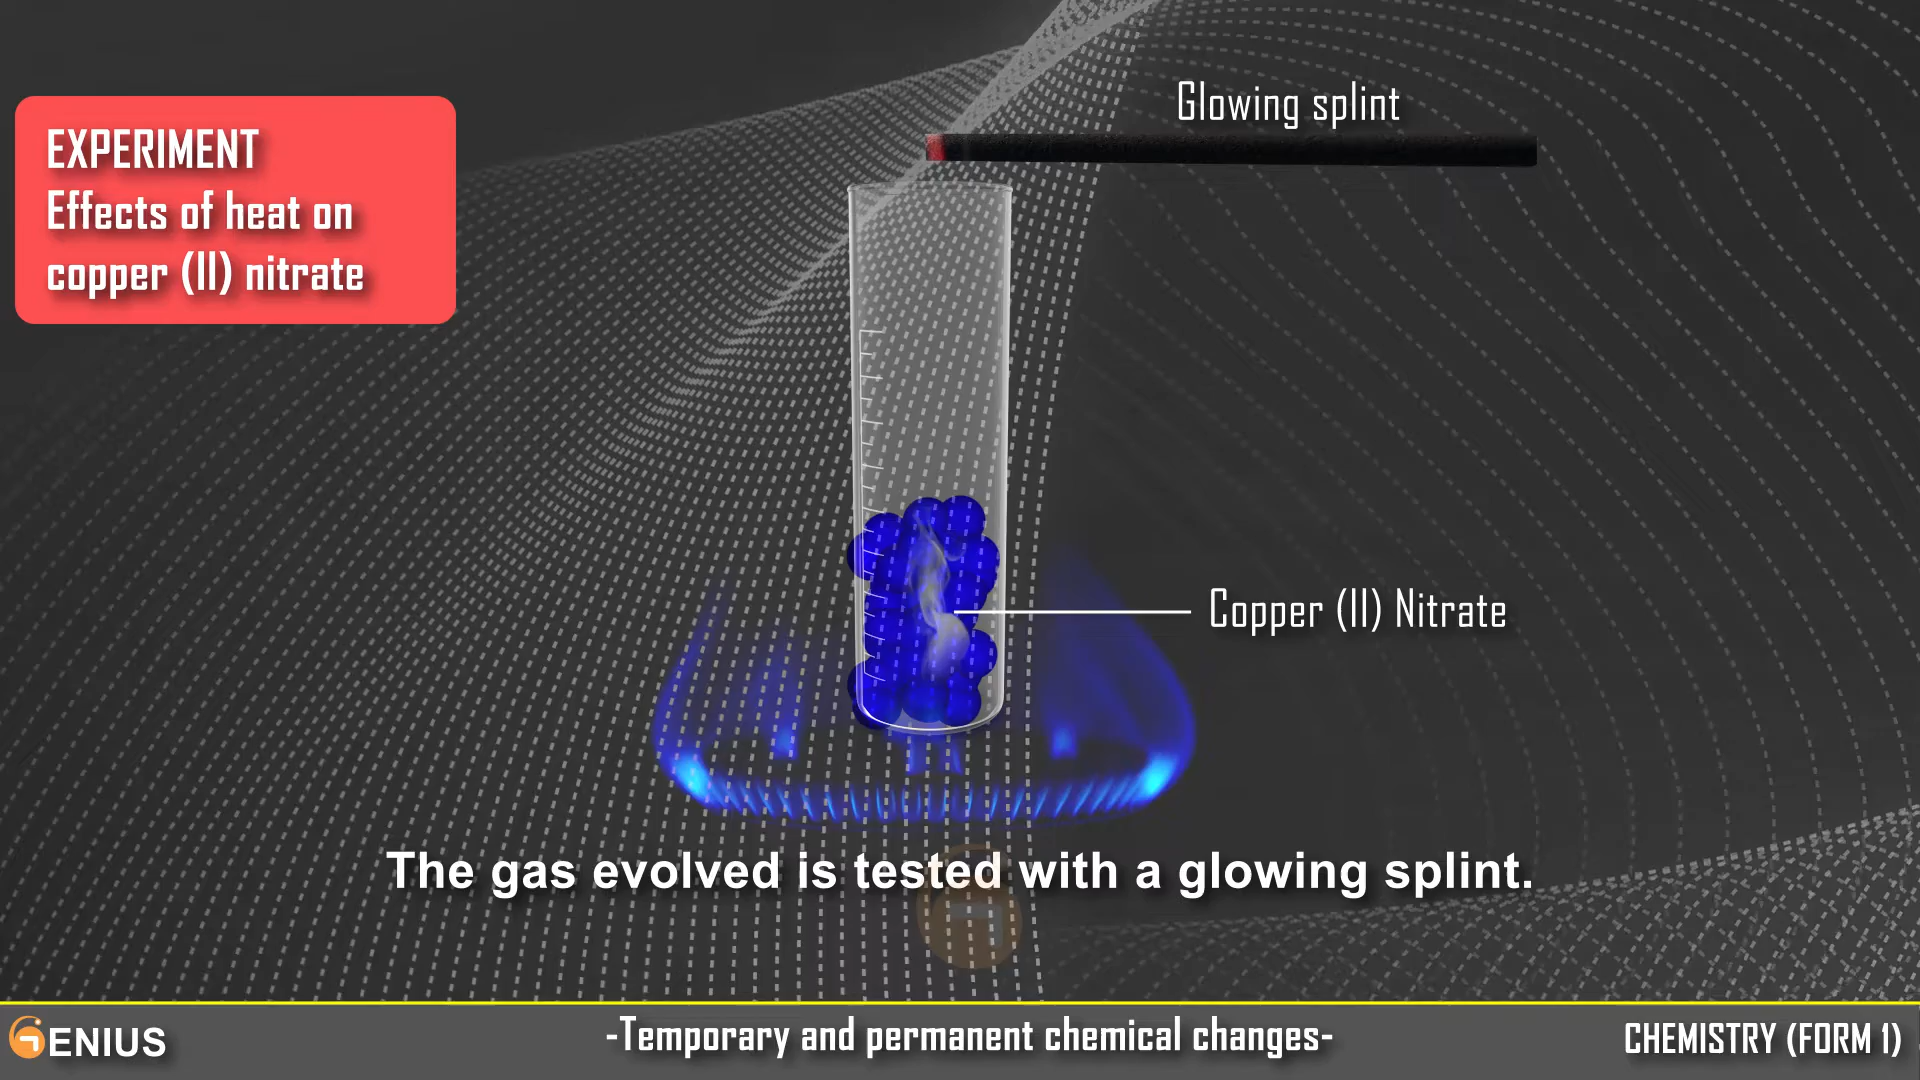 Glowing splint
EXPERIMENT
Effects of heat on
copper (II) nitrate
Copper (II) Nitrate
The gas evolved is tested with a glowing splint.
GENIUS
-Temporary and permanent chemical changes-
CHEMISTRY (FORM 1)